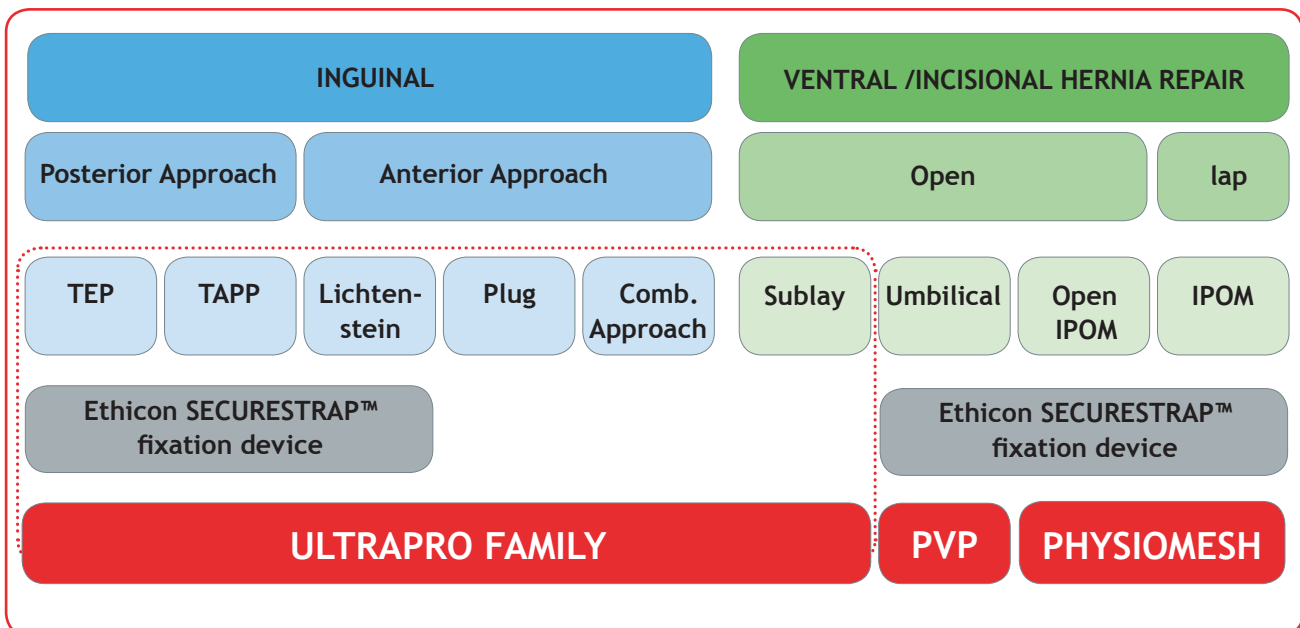 INGUINAL
VENTRAL /INCISIONAL HERNIA REPAIR
Posterior Approach
Anterior Approach
Open
lap
TEP
TAPP
Lichten-
stein
Plug
Comb.
Approach
Sublay
Umbilical
Open
IPOM
IPOM
Ethicon SECURESTRAP™
fixation device
Ethicon SECURESTRAP™
fixation device
ULTRAPRO FAMILY
PVP
PHYSIOMESH